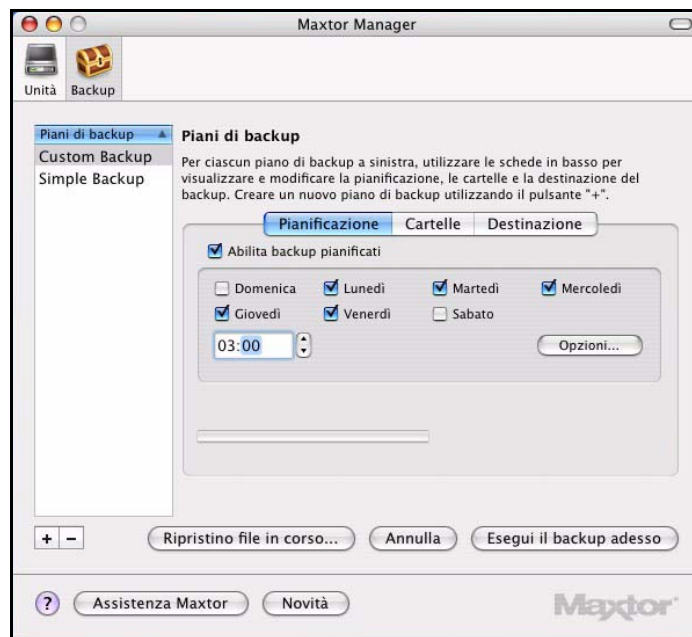 Maxtor Manager
Unità Backup
Piani di backup
Custom Backup
Simple Backup
Piani di backup
Per ciascun piano di backup a sinistra, utilizzare le schede in basso per
visualizzare e modificare la pianificazione, le cartelle e la destinazione del
backup. Creare un nuovo piano di backup utilizzando il pulsante "+".
Pianificazione Cartelle Destinazione
Abilita backup pianificati
Domenica Lunedì Martedì Mercoledì
Giovedì Venerdì Sabato
03:00 Opzioni...
+ − Ripristino file in corso... Annulla Esegui il backup adesso
? Assistenza Maxtor Novità Maxtor